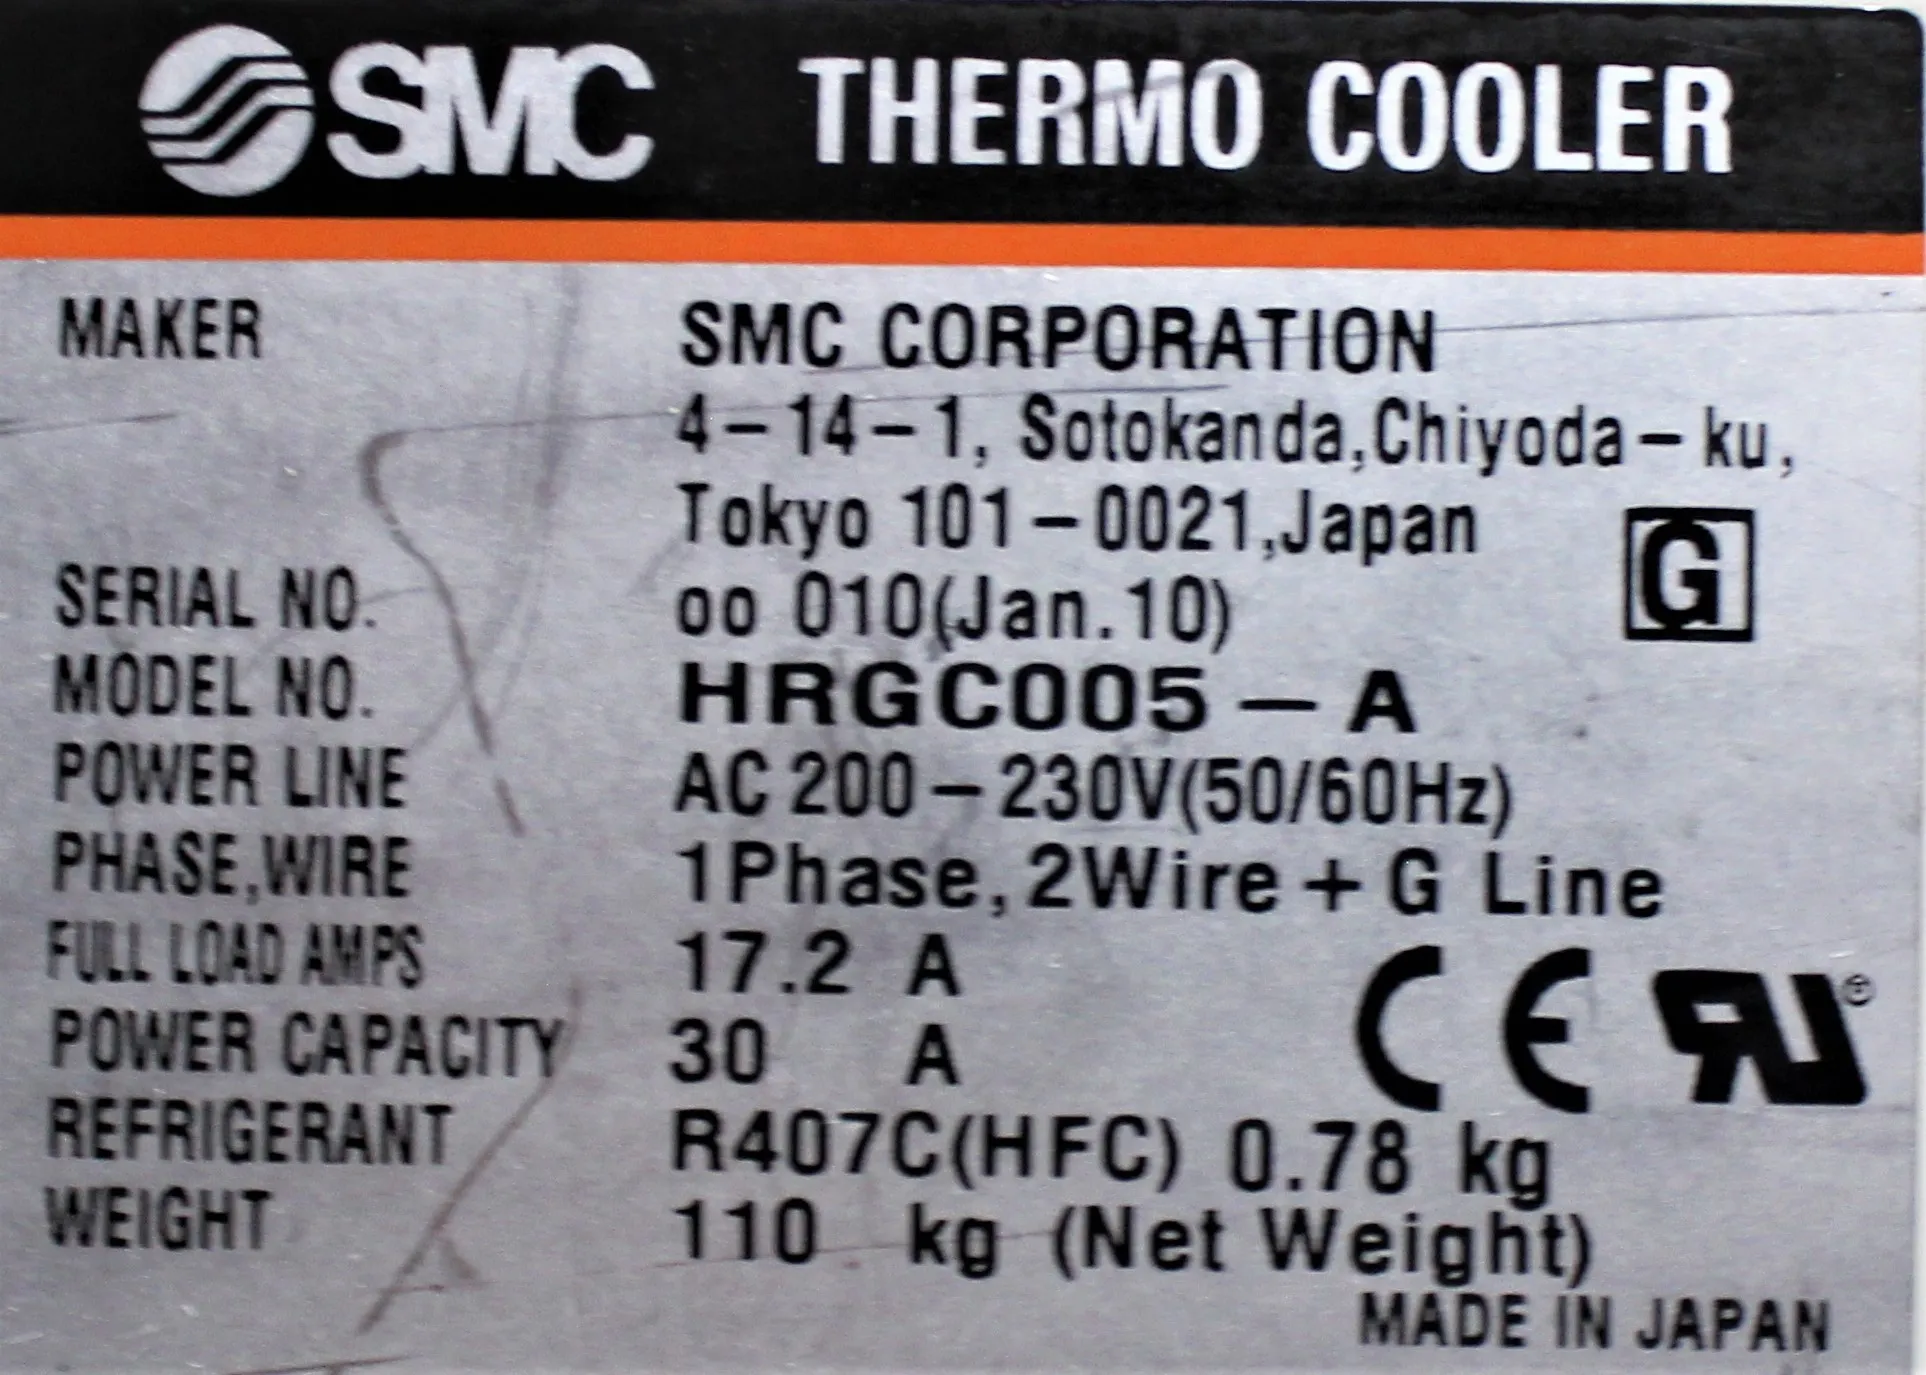 SMC THERMO COOLER
MAKER SMC CORPORATION
4-14-1, Sotokanda,Chiyoda-ku,
Tokyo 101-0021,Japan
G
SERIAL NO. oo 010(Jan.10)
MODEL NO. HRGC005-A
POWER LINE AC 200-230V(50/60Hz)
PHASE,WIRE 1Phase, 2Wire + G Line
FULL LOAD AMPS 17.2 A
POWER CAPACITY 30 A
CE RU ®
REFRIGERANT R407C(HFC) 0.78 kg
WEIGHT 110 kg (Net Weight)
MADE IN JAPAN